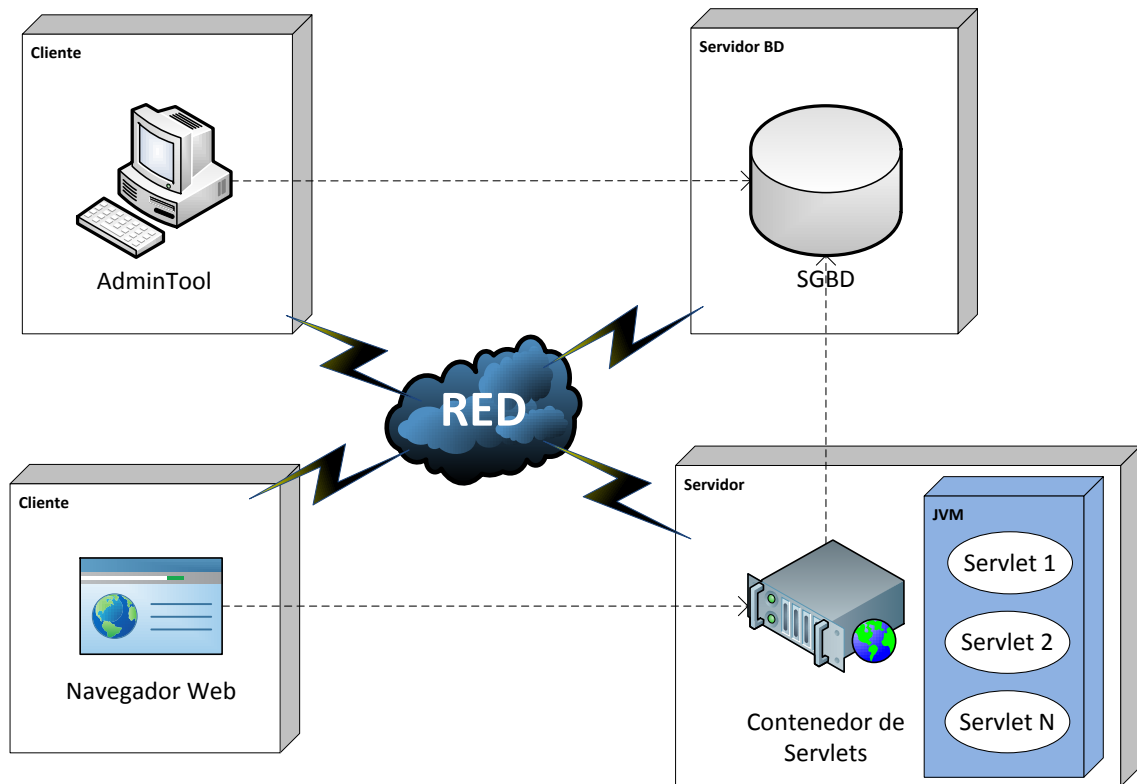 Cliente
AdminTool
Servidor BD
SGBD
RED
Cliente
Navegador Web
Servidor
Contenedor de
Servlets
JVM
Servlet 1
Servlet 2
Servlet N